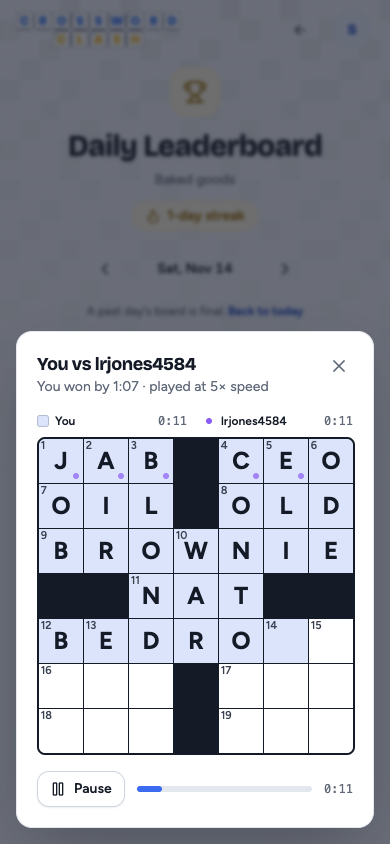 CROSSWORD
CLASH
S
Daily Leaderboard
Baked goods
1-day streak
Sat, Nov 14
A past day's board is final. Back to today
You vs lrjones4584
You won by 1:07 · played at 5× speed
You 0:11 lrjones4584 0:11
1 J 2 A 3 B 4 C 5 E 6 O
7 O I L 8 O L D
9 B R O 10 W N I E
11 N A T
12 B 13 E D R O 14 15
16 17
18 19
Pause 0:11